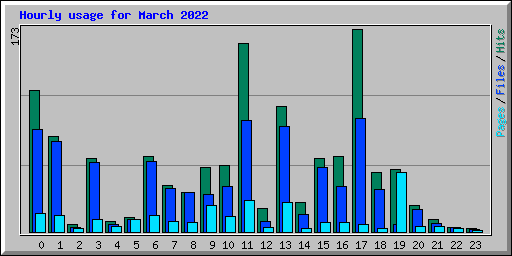 Hourly usage for March 2022
173
Pages / Files / Hits
0 1 2 3 4 5 6 7 8 9 10 11 12 13 14 15 16 17 18 19 20 21 22 23